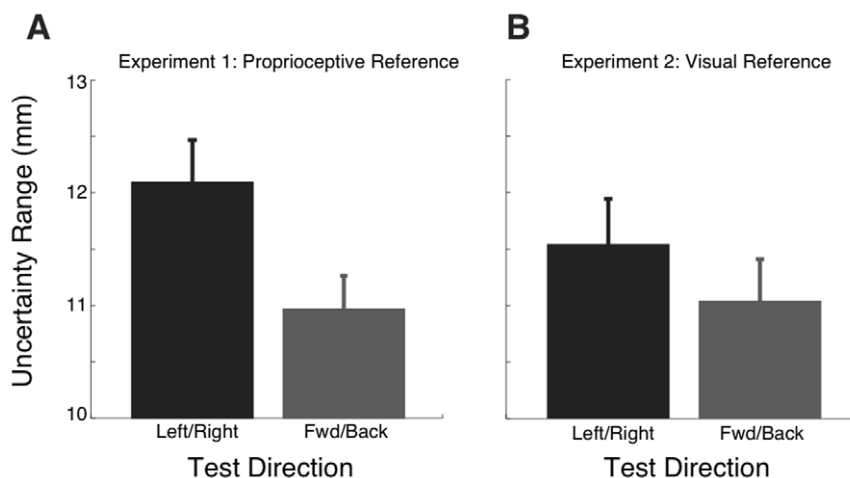 A
Experiment 1: Proprioceptive Reference
Uncertainty Range (mm)
13
12
11
10
Left/Right
Fwd/Back
Test Direction
B
Experiment 2: Visual Reference
Left/Right
Fwd/Back
Test Direction